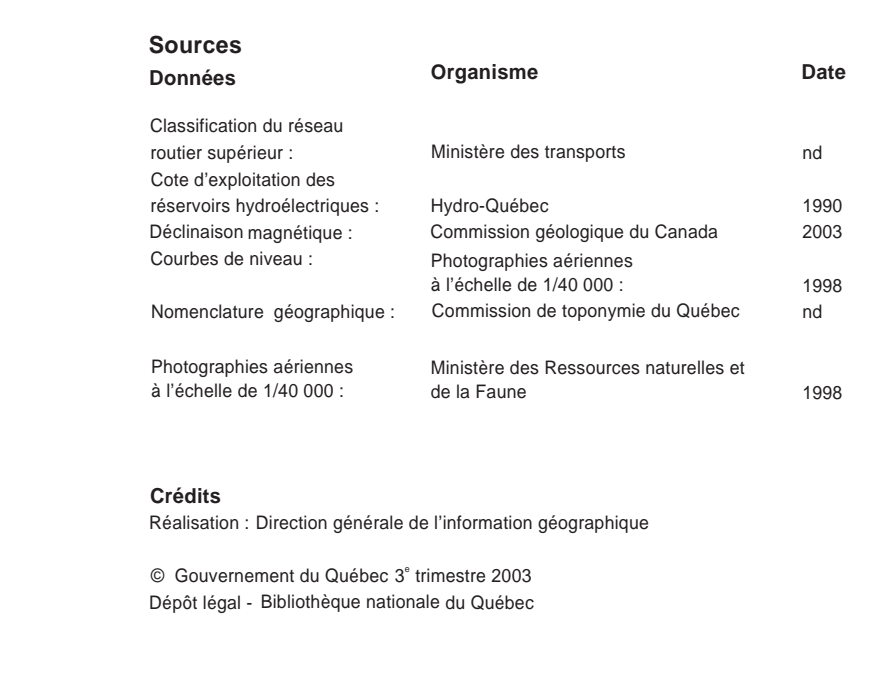 Sources
Données Organisme Date
Classification du réseau
routier supérieur : Ministère des transports nd
Cote d'exploitation des
réservoirs hydroélectriques : Hydro-Québec 1990
Déclinaison magnétique : Commission géologique du Canada 2003
Courbes de niveau : Photographies aériennes
à l'échelle de 1/40 000 : 1998
Nomenclature géographique : Commission de toponymie du Québec nd
Photographies aériennes Ministère des Ressources naturelles et
à l'échelle de 1/40 000 : de la Faune 1998
Crédits
Réalisation : Direction générale de l'information géographique
© Gouvernement du Québec 3e trimestre 2003
Dépôt légal - Bibliothèque nationale du Québec